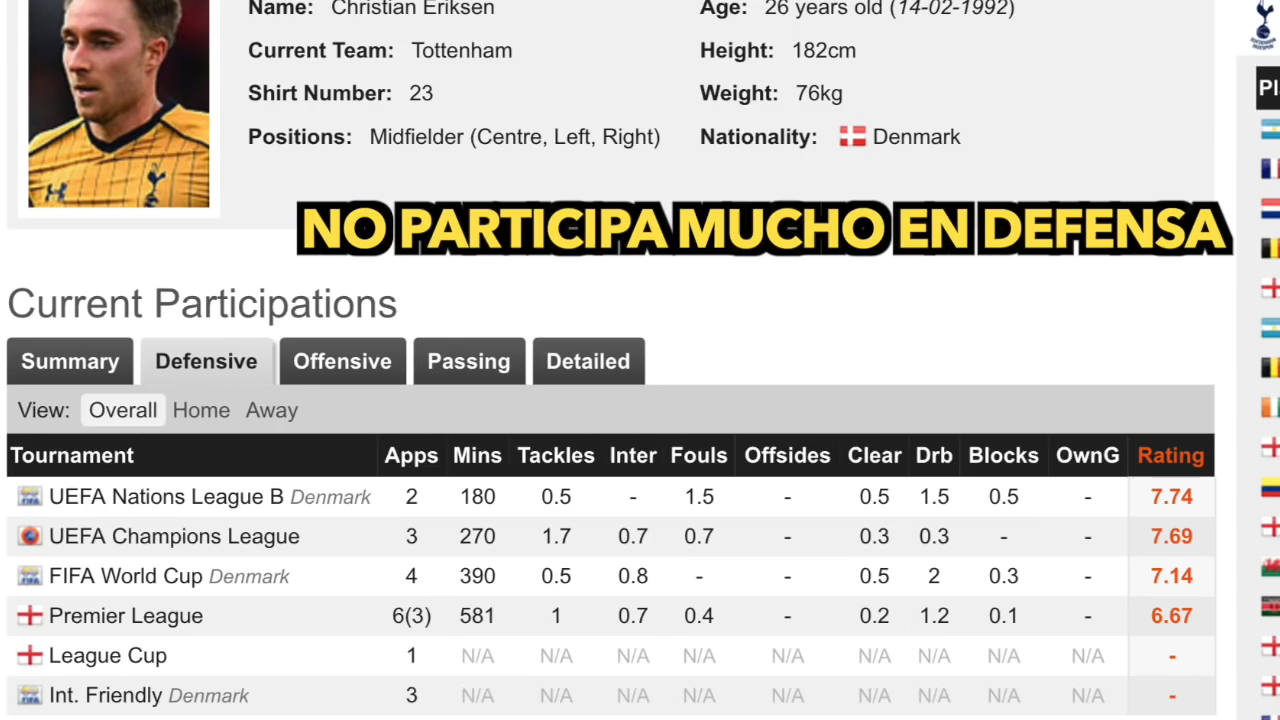 Name: Christian Eriksen Age: 26 years old (14-02-1992)
Current Team: Tottenham Height: 182cm
Shirt Number: 23 Weight: 76kg
Positions: Midfielder (Centre, Left, Right) Nationality: Denmark
NO PARTICIPA MUCHO EN DEFENSA
Current Participations
Summary Defensive Offensive Passing Detailed
View: Overall Home Away
Tournament Apps Mins Tackles Inter Fouls Offsides Clear Drb Blocks OwnG Rating
UEFA Nations League B Denmark 2 180 0.5 - 1.5 - 0.5 1.5 0.5 - 7.74
UEFA Champions League 3 270 1.7 0.7 0.7 - 0.3 0.3 - - 7.69
FIFA World Cup Denmark 4 390 0.5 0.8 - - 0.5 2 0.3 - 7.14
Premier League 6(3) 581 1 0.7 0.4 - 0.2 1.2 0.1 - 6.67
League Cup 1 N/A N/A N/A N/A N/A N/A N/A N/A N/A -
Int. Friendly Denmark 3 N/A N/A N/A N/A N/A N/A N/A N/A N/A -